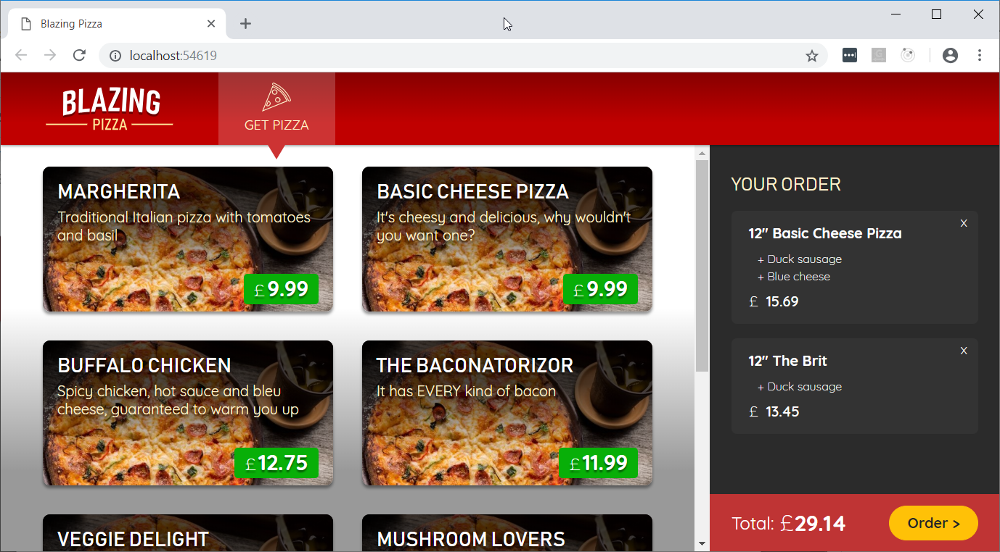 Blazing Pizza
localhost:54619
BLAZING
PIZZA
GET PIZZA
MARGHERITA
Traditional Italian pizza with tomatoes
and basil
£ 9.99
BASIC CHEESE PIZZA
It's cheesy and delicious, why wouldn't
you want one?
£ 9.99
BUFFALO CHICKEN
Spicy chicken, hot sauce and bleu
cheese, guaranteed to warm you up
£ 12.75
THE BACONATORIZOR
It has EVERY kind of bacon
£ 11.99
VEGGIE DELIGHT
MUSHROOM LOVERS
YOUR ORDER
X
12" Basic Cheese Pizza
+ Duck sausage
+ Blue cheese
£ 15.69
X
12" The Brit
+ Duck sausage
£ 13.45
Total: £29.14
Order >